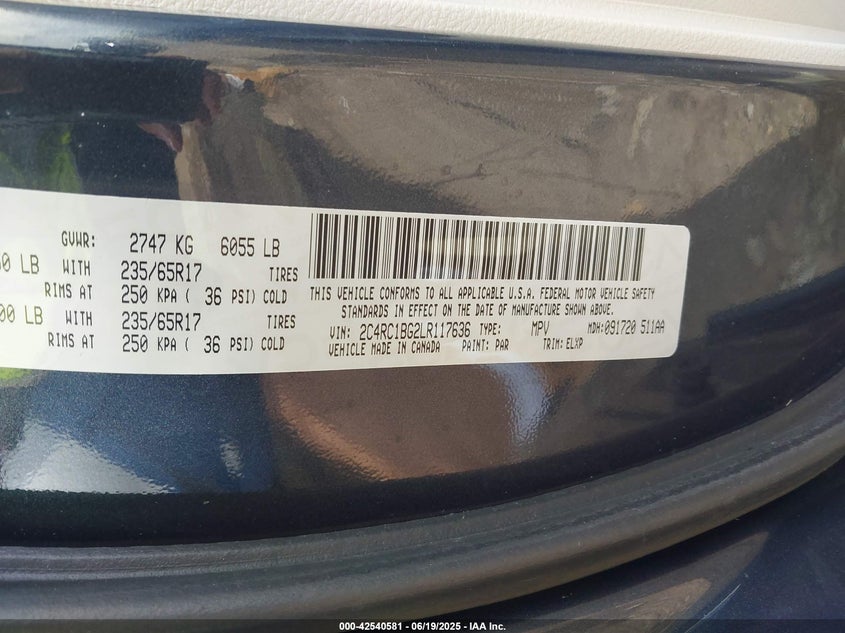 GVWR: 2747 KG 6055 LB
0 LB WITH 235/65R17 TIRES
RIMS AT 250 KPA ( 36 PSI) COLD
00 LB WITH 235/65R17 TIRES
RIMS AT 250 KPA ( 36 PSI) COLD
THIS VEHICLE CONFORMS TO ALL APPLICABLE U.S.A. FEDERAL MOTOR VEHICLE SAFETY
STANDARDS IN EFFECT ON THE DATE OF MANUFACTURE SHOWN ABOVE.
VIN: 2C4RC1BG2LR117636 TYPE: MPV MDH: 091720 511AA
VEHICLE MADE IN CANADA PAINT: PAR TRIM: ELXP
000-42540581 / 06/19/2025 - IAA Inc.